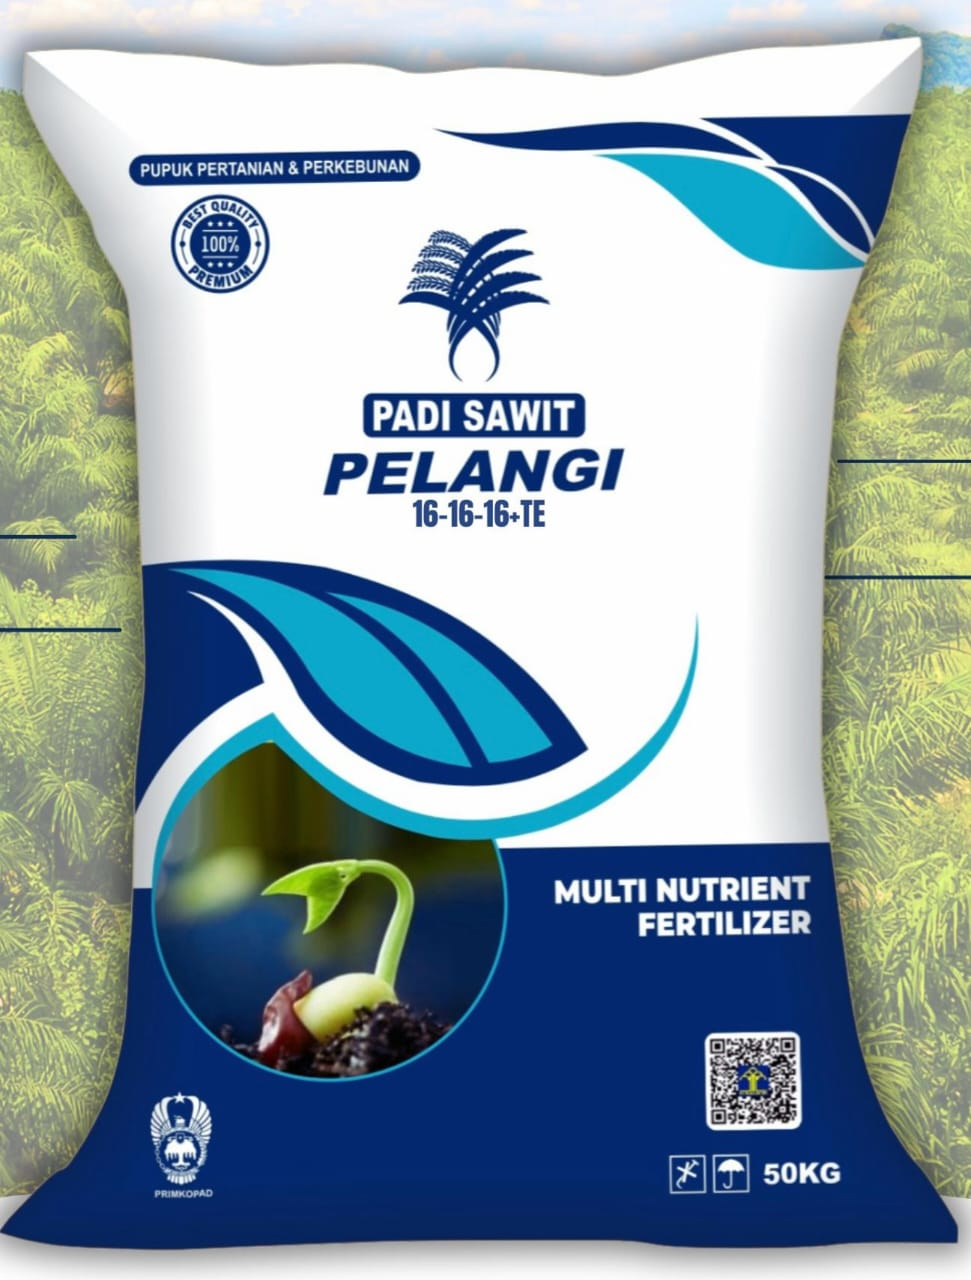 PUPUK PERTANIAN & PERKEBUNAN
BEST QUALITY
100%
PREMIUM
PADI SAWIT
PELANGI
16-16-16+TE
MULTI NUTRIENT
FERTILIZER
PRIMKOPAD
50KG